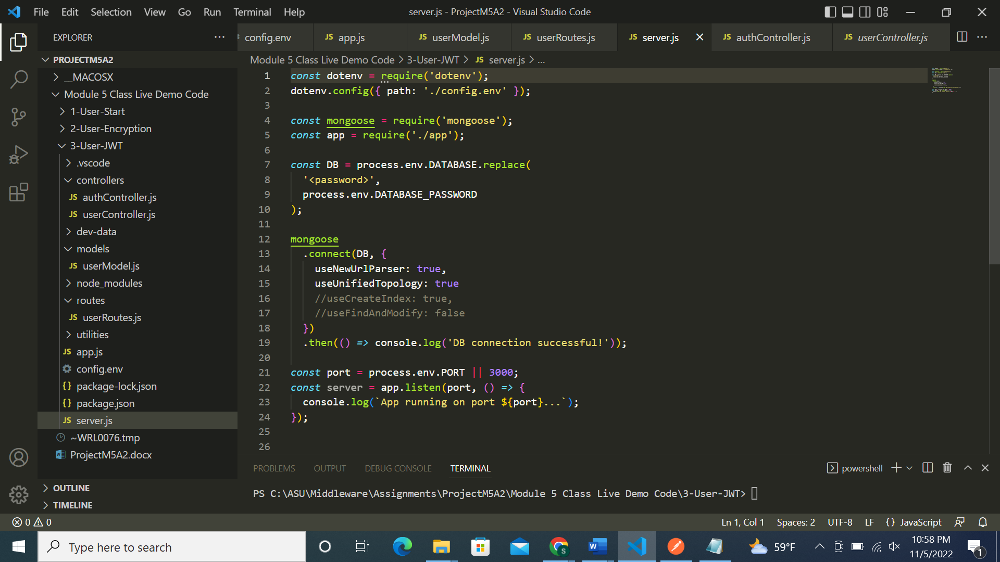 File Edit Selection View Go Run Terminal Help
server.js - ProjectM5A2 - Visual Studio Code
EXPLORER
config.env
JS app.js
JS userModel.js
JS userRoutes.js
JS server.js
JS authController.js
JS userController.js
PROJECTM5A2
__MACOSX
Module 5 Class Live Demo Code
1-User-Start
2-User-Encryption
3-User-JWT
.vscode
controllers
JS authController.js
JS userController.js
dev-data
models
JS userModel.js
node_modules
routes
JS userRoutes.js
utilities
JS app.js
config.env
{} package-lock.json
{} package.json
JS server.js
~WRL0076.tmp
ProjectM5A2.docx
OUTLINE
TIMELINE
Module 5 Class Live Demo Code > 3-User-JWT > JS server.js > ...
1 const dotenv = require('dotenv');
2 dotenv.config({ path: './config.env' });
3
4 const mongoose = require('mongoose');
5 const app = require('./app');
6
7 const DB = process.env.DATABASE.replace(
8 '<password>',
9 process.env.DATABASE_PASSWORD
10 );
11
12 mongoose
13 .connect(DB, {
14 useNewUrlParser: true,
15 useUnifiedTopology: true
16 //useCreateIndex: true,
17 //useFindAndModify: false
18 })
19 .then(() => console.log('DB connection successful!'));
20
21 const port = process.env.PORT || 3000;
22 const server = app.listen(port, () => {
23 console.log(`App running on port ${port}...`);
24 });
25
26
PROBLEMS OUTPUT DEBUG CONSOLE TERMINAL
powershell
PS C:\ASU\Middleware\Assignments\ProjectM5A2\Module 5 Class Live Demo Code\3-User-JWT>
0 0
Ln 1, Col 1 Spaces: 2 UTF-8 LF {} JavaScript
Type here to search
S
W
59°F
10:58 PM
11/5/2022
1